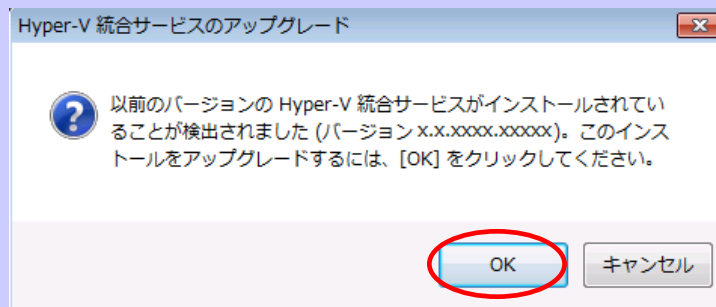 Hyper-V 統合サービスのアップグレード
以前のバージョンの Hyper-V 統合サービスがインストールされてい
ることが検出されました (バージョン x.x.xxxx.xxxxx)。このインス
トールをアップグレードするには、[OK] をクリックしてください。
OK
キャンセル